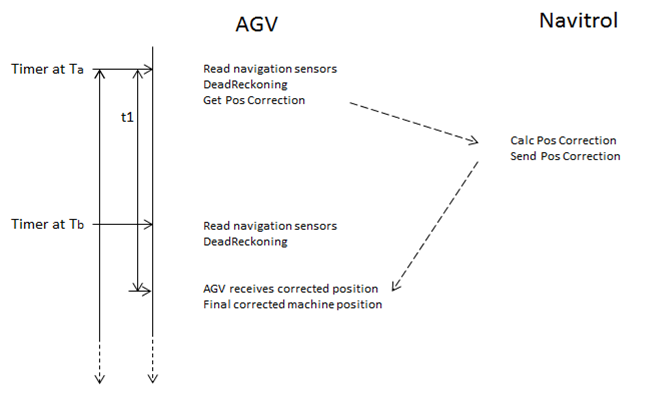 AGV
Navitrol
Timer at Ta
Read navigation sensors
DeadReckoning
Get Pos Correction
t1
Calc Pos Correction
Send Pos Correction
Timer at Tb
Read navigation sensors
DeadReckoning
AGV receives corrected position
Final corrected machine position